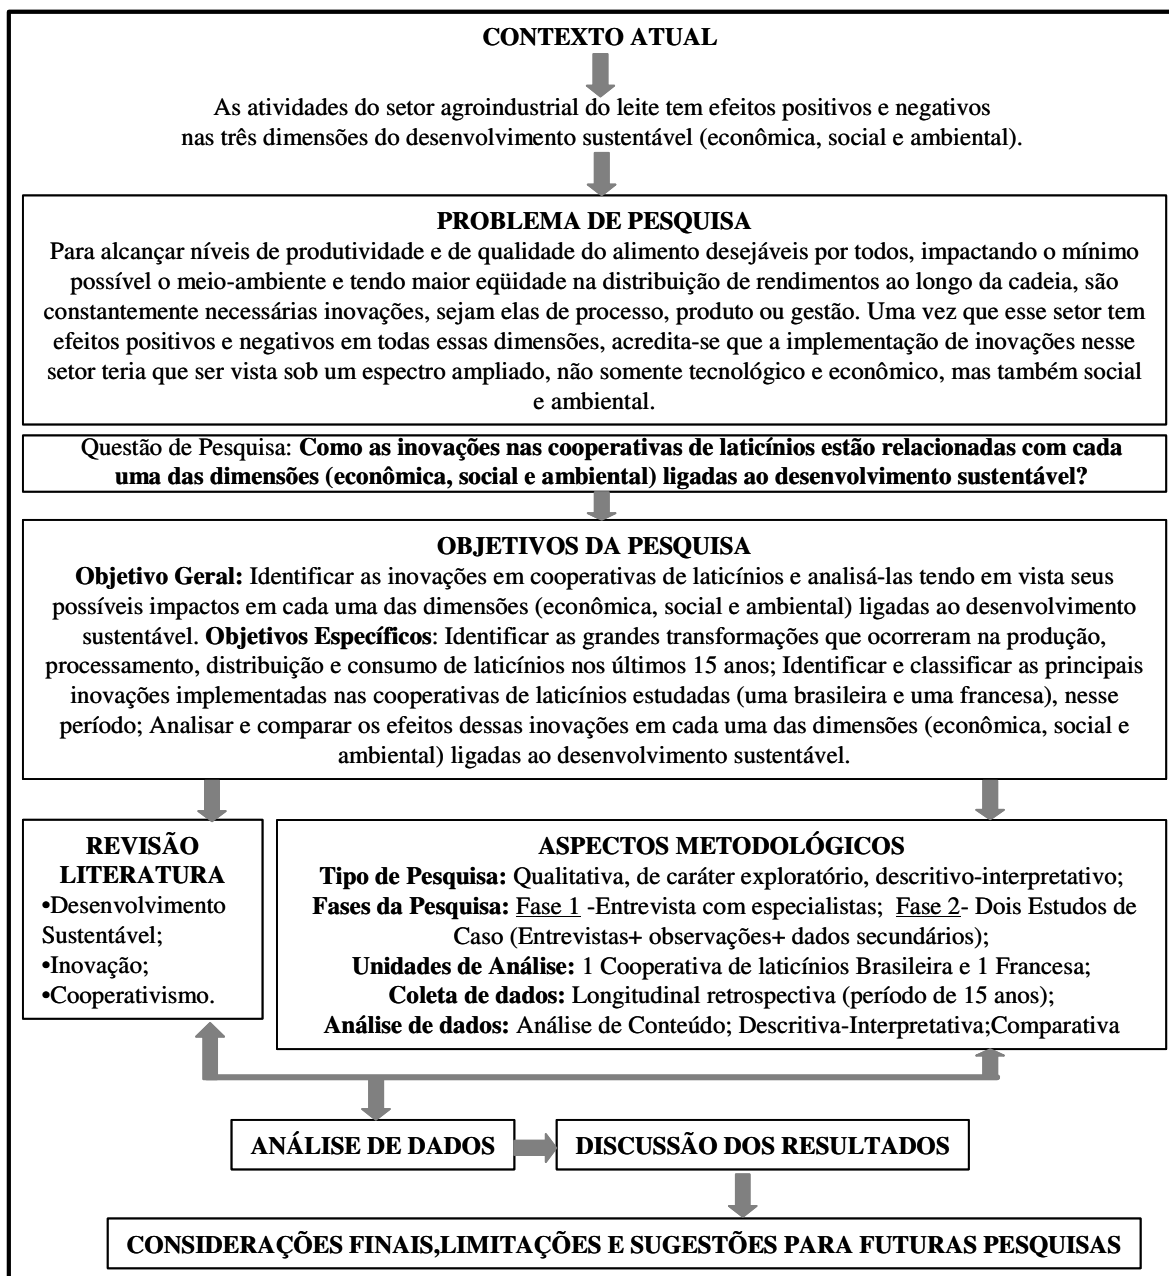 CONTEXTO ATUAL
As atividades do setor agroindustrial do leite tem efeitos positivos e negativos
nas três dimensões do desenvolvimento sustentável (econômica, social e ambiental).
PROBLEMA DE PESQUISA
Para alcançar níveis de produtividade e de qualidade do alimento desejáveis por todos, impactando o mínimo
possível o meio-ambiente e tendo maior eqüidade na distribuição de rendimentos ao longo da cadeia, são
constantemente necessárias inovações, sejam elas de processo, produto ou gestão. Uma vez que esse setor tem
efeitos positivos e negativos em todas essas dimensões, acredita-se que a implementação de inovações nesse
setor teria que ser vista sob um espectro ampliado, não somente tecnológico e econômico, mas também social
e ambiental.
Questão de Pesquisa: Como as inovações nas cooperativas de laticínios estão relacionadas com cada
uma das dimensões (econômica, social e ambiental) ligadas ao desenvolvimento sustentável?
OBJETIVOS DA PESQUISA
Objetivo Geral: Identificar as inovações em cooperativas de laticínios e analisá-las tendo em vista seus
possíveis impactos em cada uma das dimensões (econômica, social e ambiental) ligadas ao desenvolvimento
sustentável. Objetivos Específicos: Identificar as grandes transformações que ocorreram na produção,
processamento, distribuição e consumo de laticínios nos últimos 15 anos; Identificar e classificar as principais
inovações implementadas nas cooperativas de laticínios estudadas (uma brasileira e uma francesa), nesse
período; Analisar e comparar os efeitos dessas inovações em cada uma das dimensões (econômica, social e
ambiental) ligadas ao desenvolvimento sustentável.
REVISÃO
LITERATURA
•Desenvolvimento
Sustentável;
•Inovação;
•Cooperativismo.
ASPECTOS METODOLÓGICOS
Tipo de Pesquisa: Qualitativa, de caráter exploratório, descritivo-interpretativo;
Fases da Pesquisa: Fase 1 -Entrevista com especialistas; Fase 2- Dois Estudos de
Caso (Entrevistas+ observações+ dados secundários);
Unidades de Análise: 1 Cooperativa de laticínios Brasileira e 1 Francesa;
Coleta de dados: Longitudinal retrospectiva (período de 15 anos);
Análise de dados: Análise de Conteúdo; Descritiva-Interpretativa;Comparativa
ANÁLISE DE DADOS
DISCUSSÃO DOS RESULTADOS
CONSIDERAÇÕES FINAIS,LIMITAÇÕES E SUGESTÕES PARA FUTURAS PESQUISAS